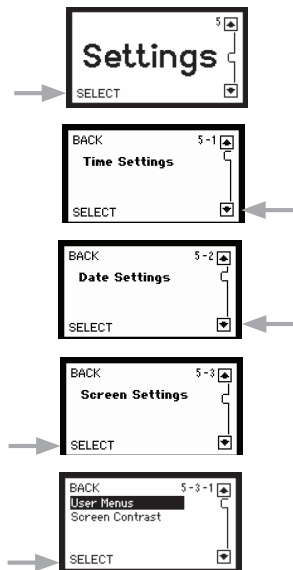 5
Settings
SELECT
BACK 5-1
Time Settings
SELECT
BACK 5-2
Date Settings
SELECT
BACK 5-3
Screen Settings
SELECT
BACK 5-3-1
User Menus
Screen Contrast
SELECT